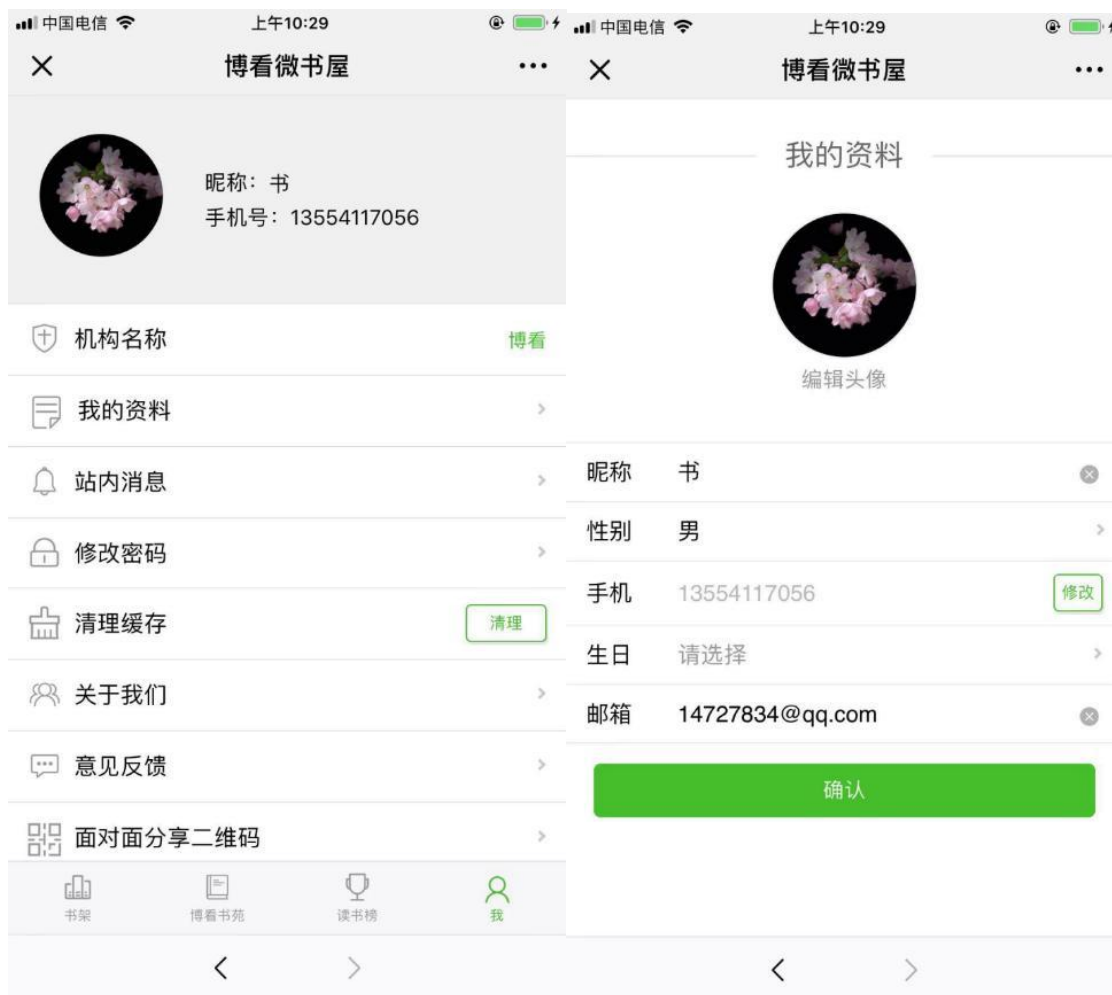 中国电信 上午10:29
博看微书屋
昵称：书
手机号：13554117056
机构名称 博看
我的资料
站内消息
修改密码
清理缓存 清理
关于我们
意见反馈
面对面分享二维码
书架 博看书苑 读书榜 我
中国电信 上午10:29
博看微书屋
我的资料
编辑头像
昵称 书
性别 男
手机 13554117056 修改
生日 请选择
邮箱 14727834@qq.com
确认